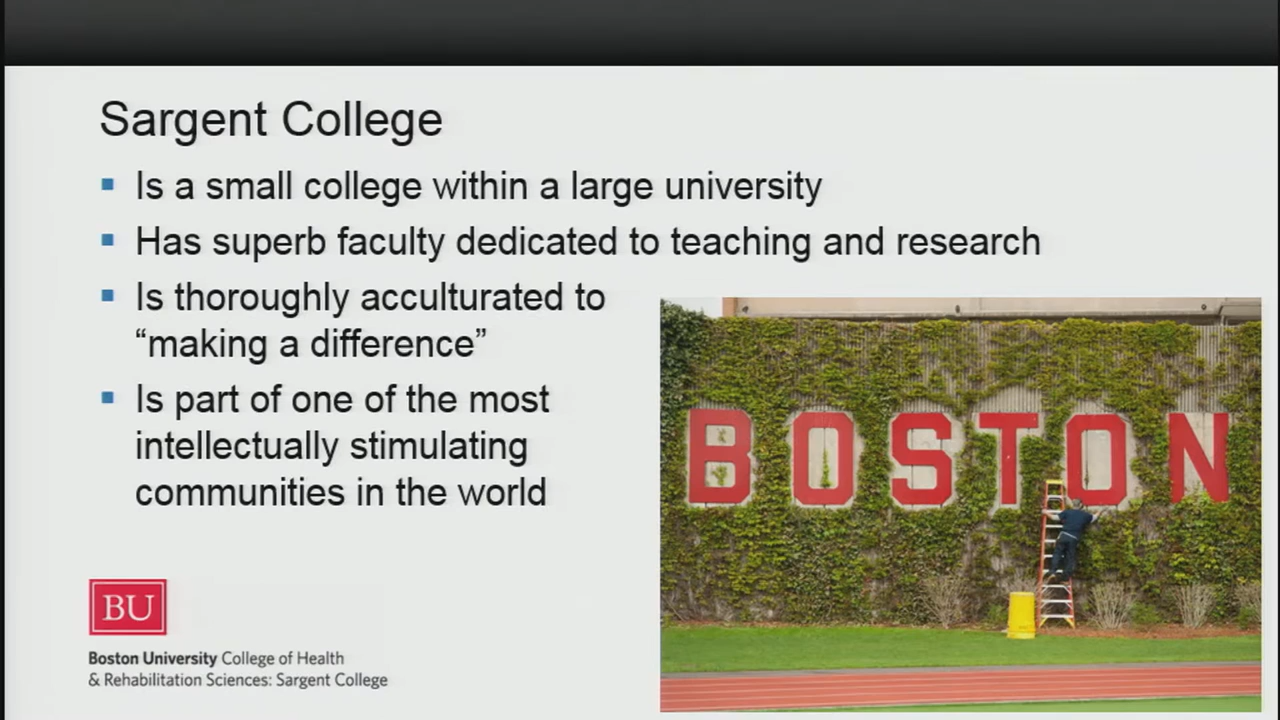 Sargent College
Is a small college within a large university
Has superb faculty dedicated to teaching and research
Is thoroughly acculturated to
“making a difference”
Is part of one of the most
intellectually stimulating
communities in the world
BOSTON
BU
Boston University College of Health
& Rehabilitation Sciences: Sargent College